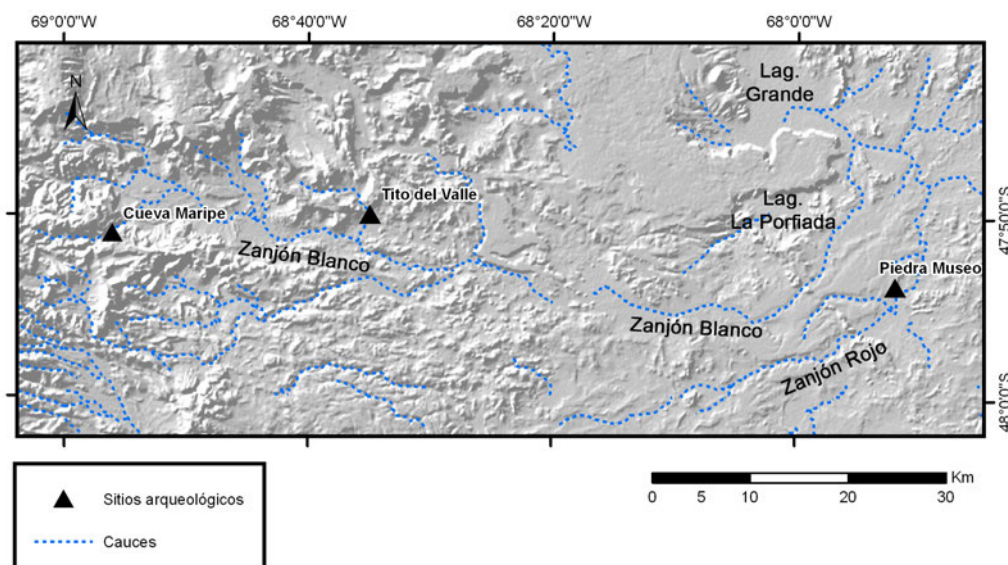 69°0'0"W
68°40'0"W
68°20'0"W
68°0'0"W
N
Lag.
Grande
Tito del Valle
Cueva Maripe
Lag.
La Porfiada
47°50'0"S
Zanjón Blanco
Piedra Museo
Zanjón Blanco
Zanjón Rojo
48°0'0"S
Sitios arqueológicos
Cauces
Km
0 5 10 20 30